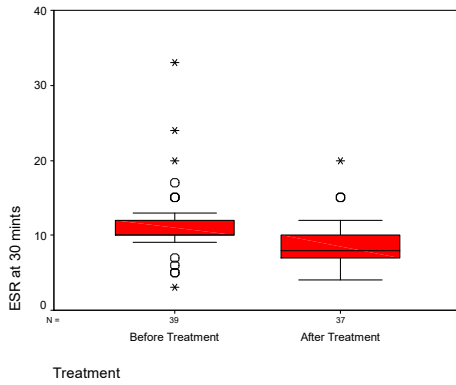 40
30
20
10
0
ESR at 30 mints
N =
39
37
Before Treatment
After Treatment
Treatment